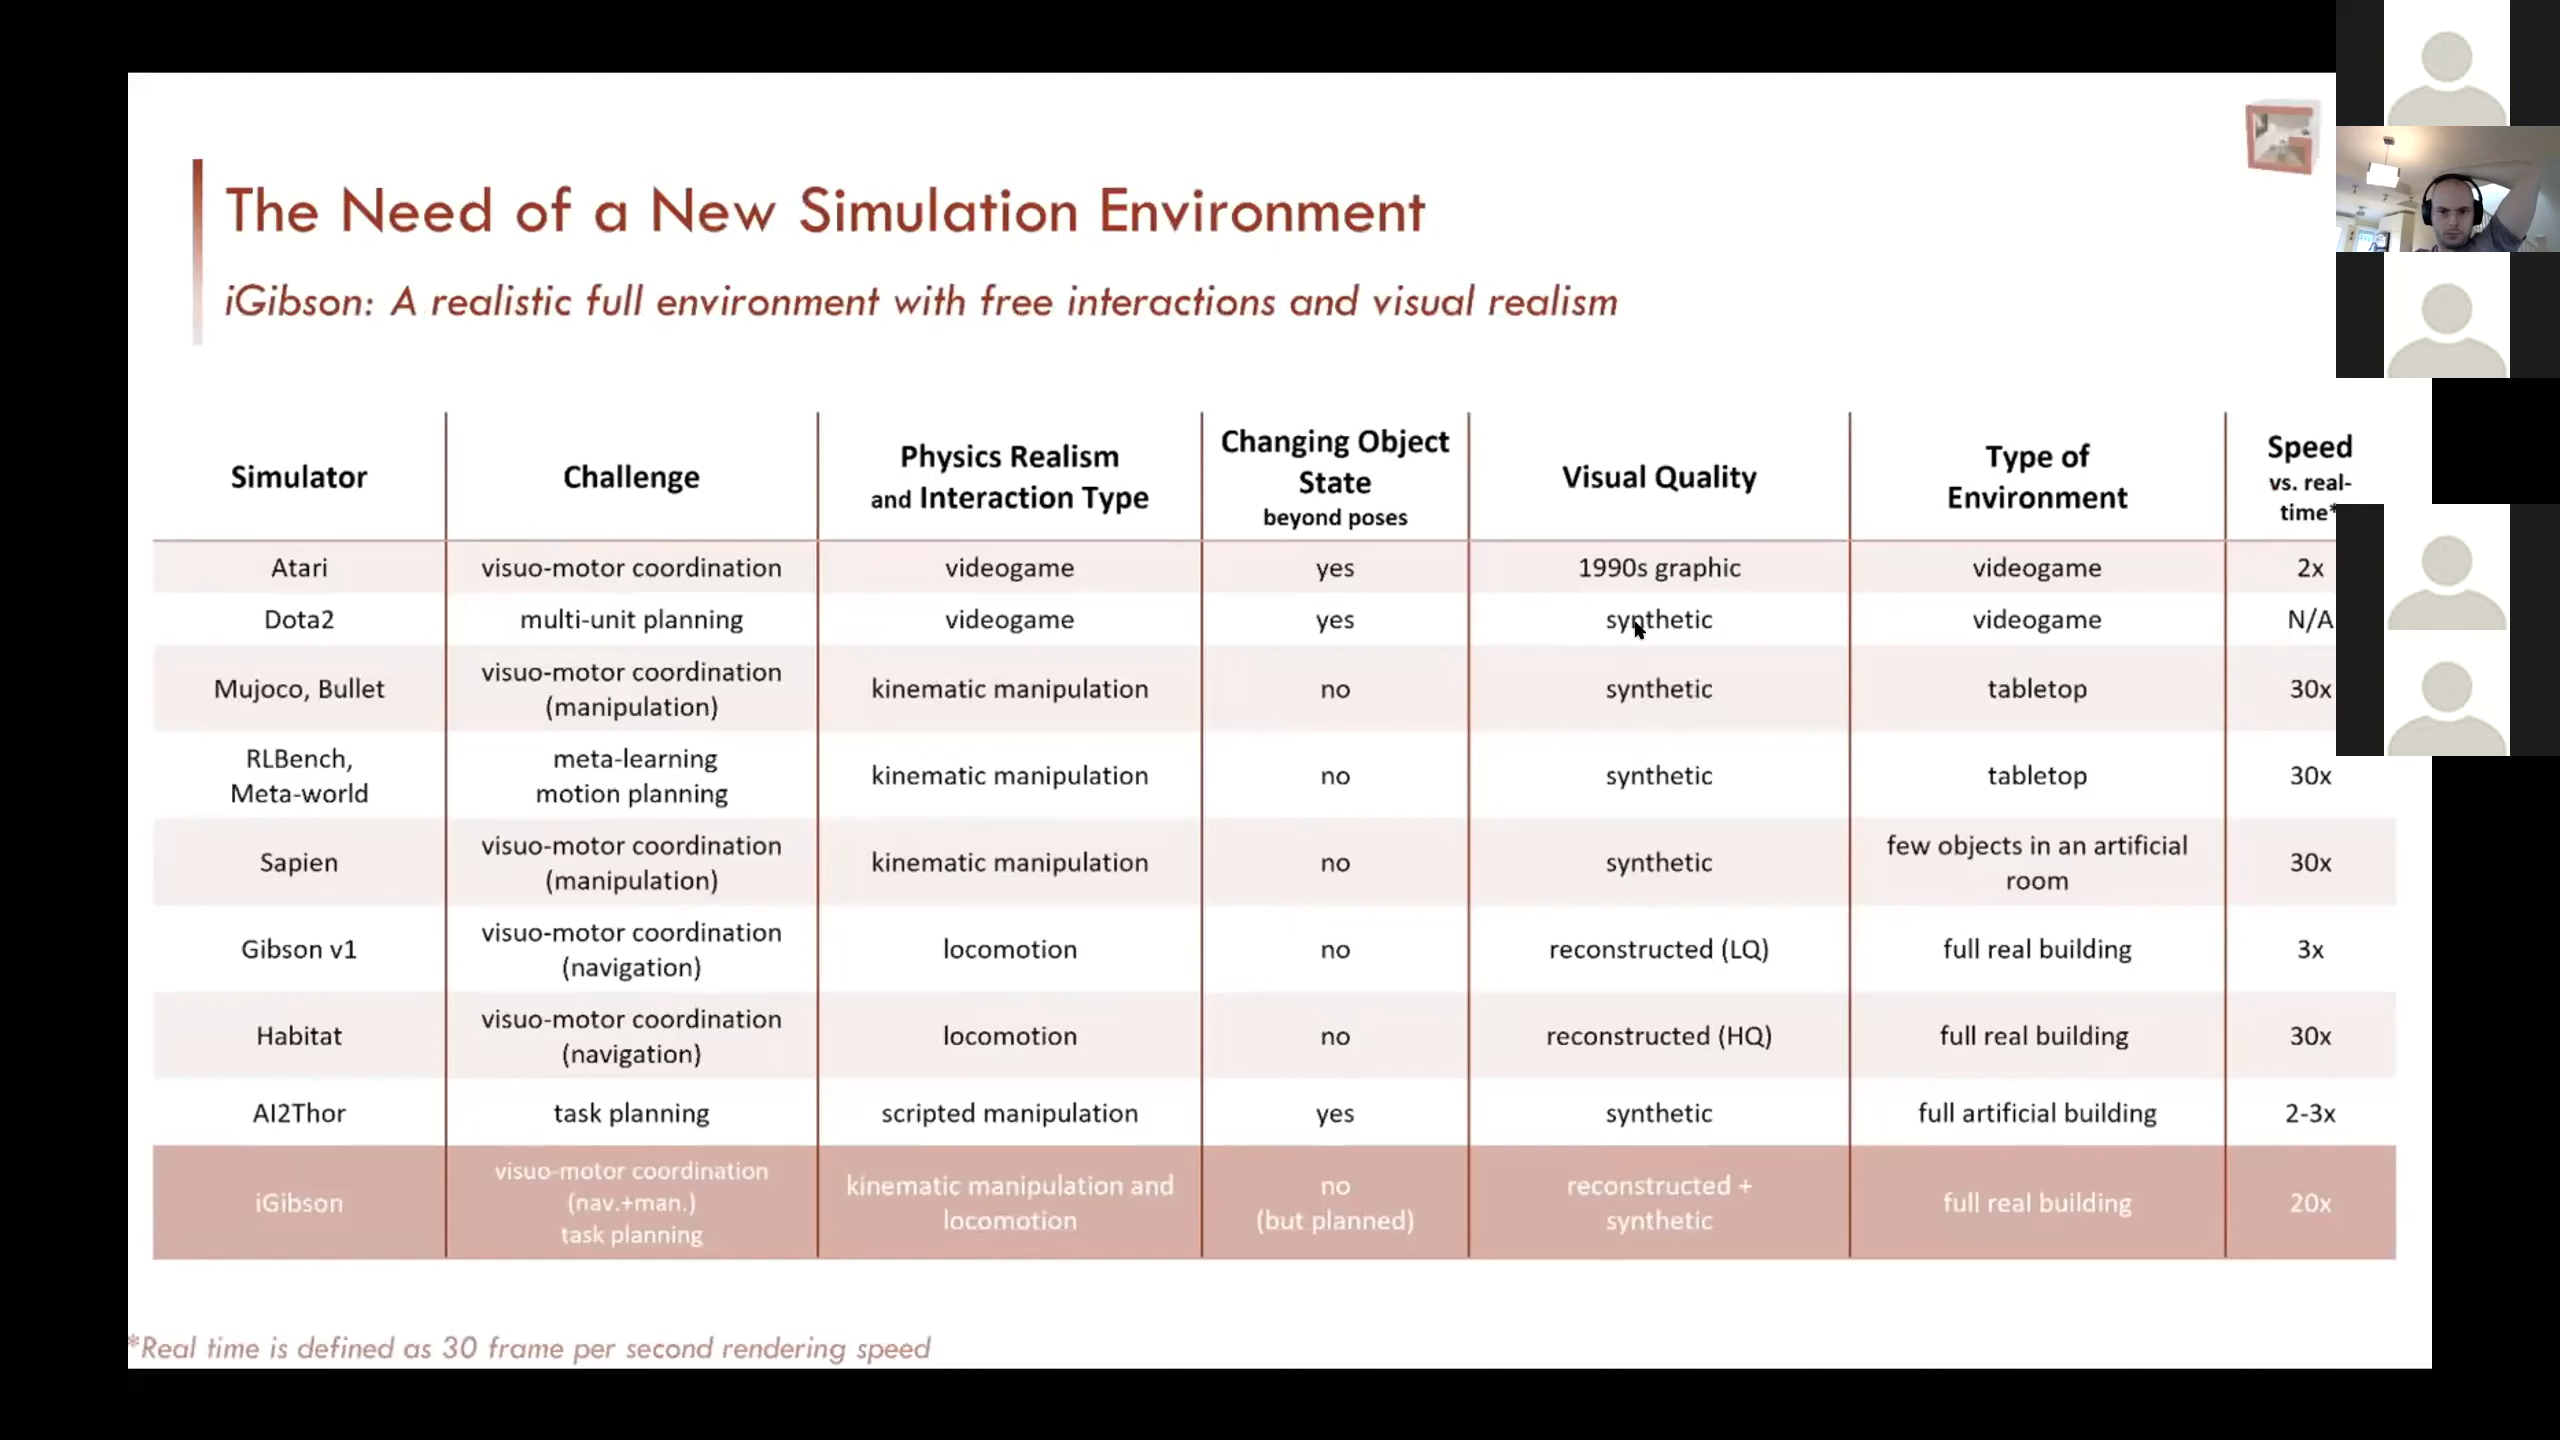 The Need of a New Simulation Environment
iGibson: A realistic full environment with free interactions and visual realism
Simulator
Challenge
Physics Realism
and Interaction Type
Changing Object
State
beyond poses
Visual Quality
Type of
Environment
Speed
vs. real-
time*
Atari
visuo-motor coordination
videogame
yes
1990s graphic
videogame
2x
Dota2
multi-unit planning
videogame
yes
synthetic
videogame
N/A
Mujoco, Bullet
visuo-motor coordination
(manipulation)
kinematic manipulation
no
synthetic
tabletop
30x
RLBench,
Meta-world
meta-learning
motion planning
kinematic manipulation
no
synthetic
tabletop
30x
Sapien
visuo-motor coordination
(manipulation)
kinematic manipulation
no
synthetic
few objects in an artificial
room
30x
Gibson v1
visuo-motor coordination
(navigation)
locomotion
no
reconstructed (LQ)
full real building
3x
Habitat
visuo-motor coordination
(navigation)
locomotion
no
reconstructed (HQ)
full real building
30x
AI2Thor
task planning
scripted manipulation
yes
synthetic
full artificial building
2-3x
iGibson
visuo-motor coordination
(nav.+man.)
task planning
kinematic manipulation and
locomotion
no
(but planned)
reconstructed +
synthetic
full real building
20x
*Real time is defined as 30 frame per second rendering speed